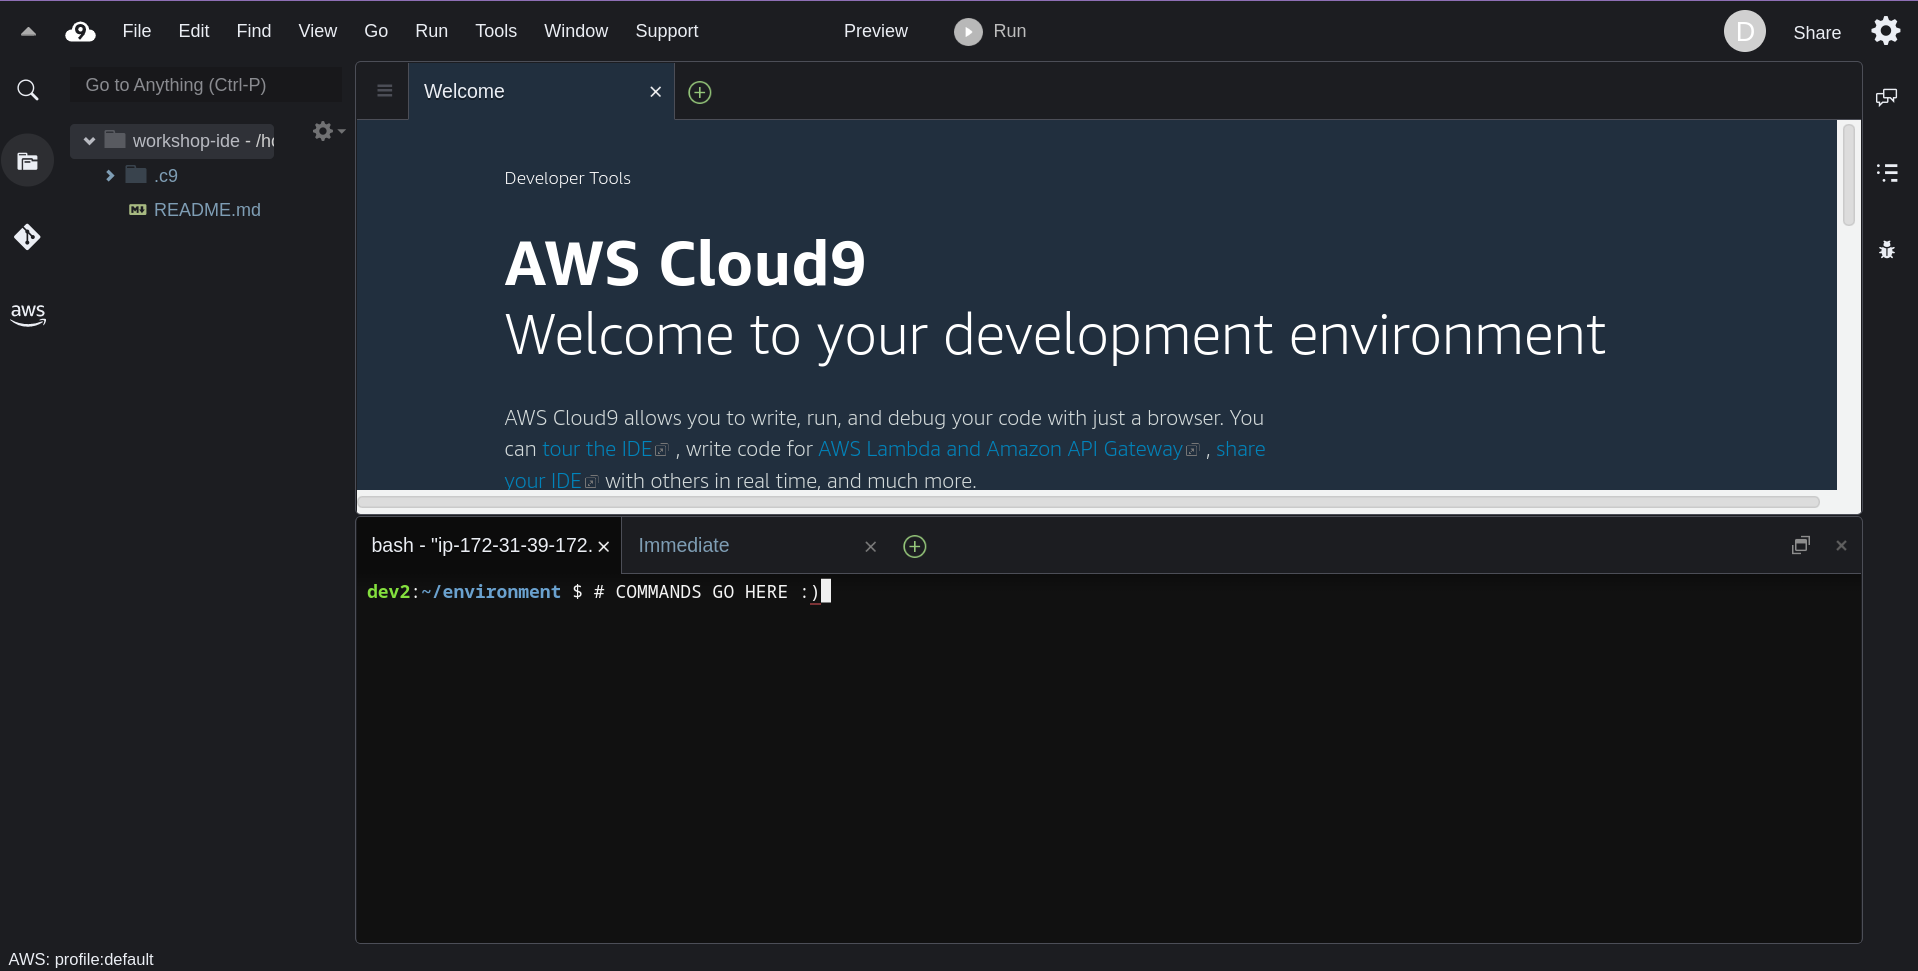 File Edit Find View Go Run Tools Window Support Preview Run D Share
Go to Anything (Ctrl-P)
workshop-ide - /ho
.c9
README.md
aws
Welcome
Developer Tools
AWS Cloud9
Welcome to your development environment
AWS Cloud9 allows you to write, run, and debug your code with just a browser. You
can tour the IDE , write code for AWS Lambda and Amazon API Gateway , share
your IDE with others in real time, and much more.
bash - "ip-172-31-39-172. Immediate
dev2:~/environment $ # COMMANDS GO HERE :)
AWS: profile:default